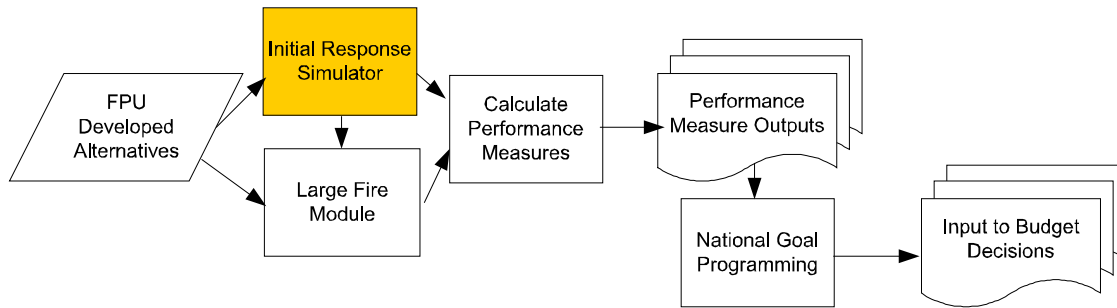 FPU
Developed
Alternatives
Initial Response
Simulator
Large Fire
Module
Calculate
Performance
Measures
Performance
Measure Outputs
National Goal
Programming
Input to Budget
Decisions